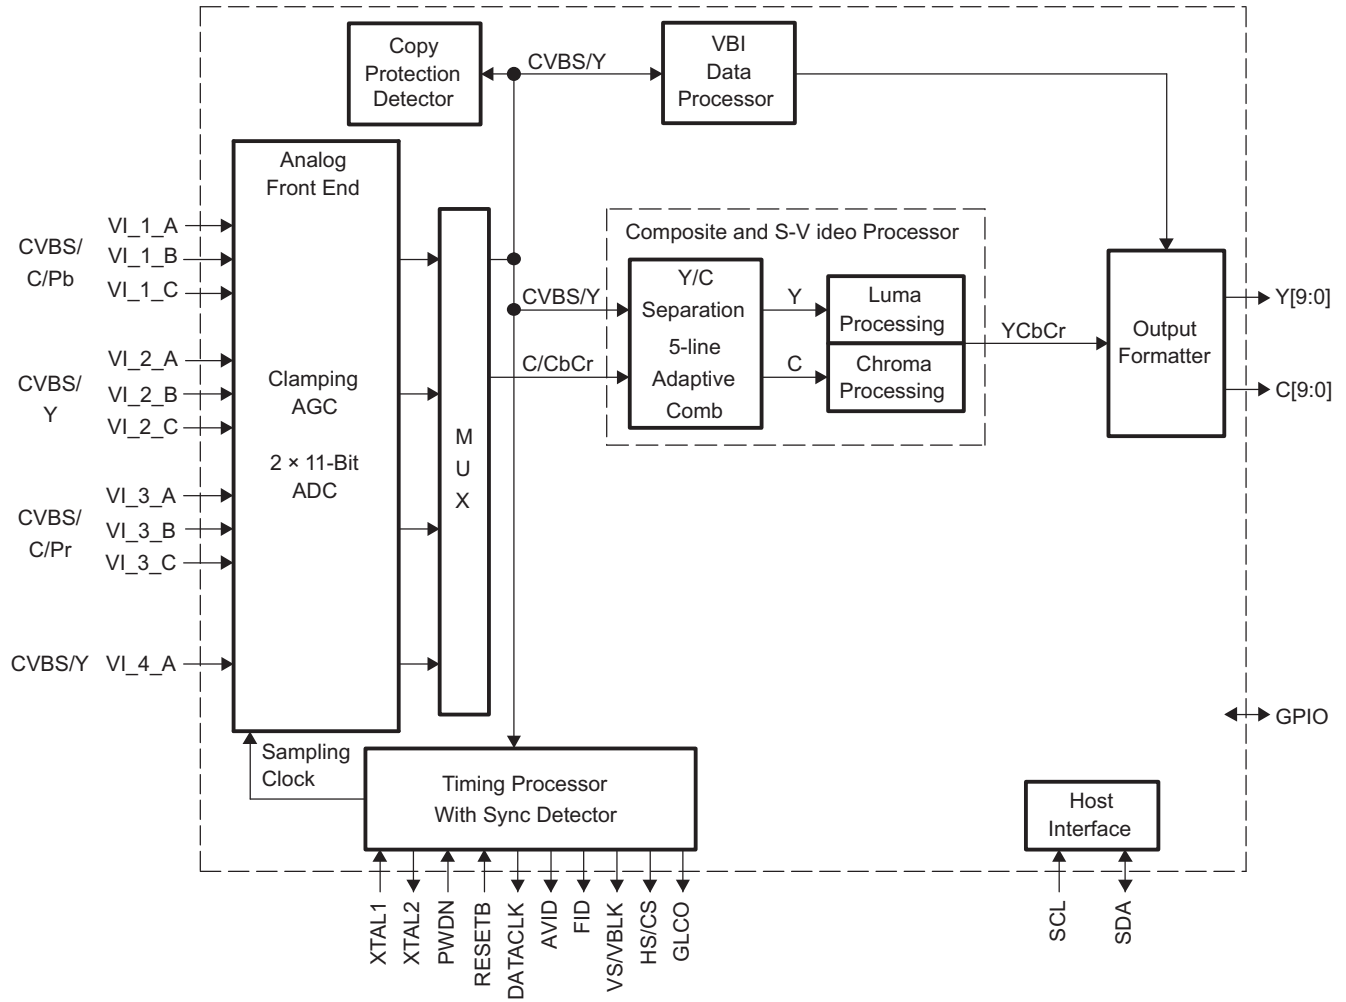 Copy
Protection
Detector
CVBS/Y
VBI
Data
Processor
Analog
Front End
Clamping
AGC
2 × 11-Bit
ADC
CVBS/
C/Pb
VI_1_A
VI_1_B
VI_1_C
CVBS/
Y
VI_2_A
VI_2_B
VI_2_C
CVBS/
C/Pr
VI_3_A
VI_3_B
VI_3_C
CVBS/Y
VI_4_A
M
U
X
CVBS/Y
C/CbCr
Composite and S-V ideo Processor
Y/C
Separation
5-line
Adaptive
Comb
Y
C
Luma
Processing
Chroma
Processing
YCbCr
Output
Formatter
Y[9:0]
C[9:0]
GPIO
Sampling
Clock
Timing Processor
With Sync Detector
Host
Interface
XTAL1
XTAL2
PWDN
RESETB
DATACLK
AVID
FID
VS/VBLK
HS/CS
GLCO
SCL
SDA